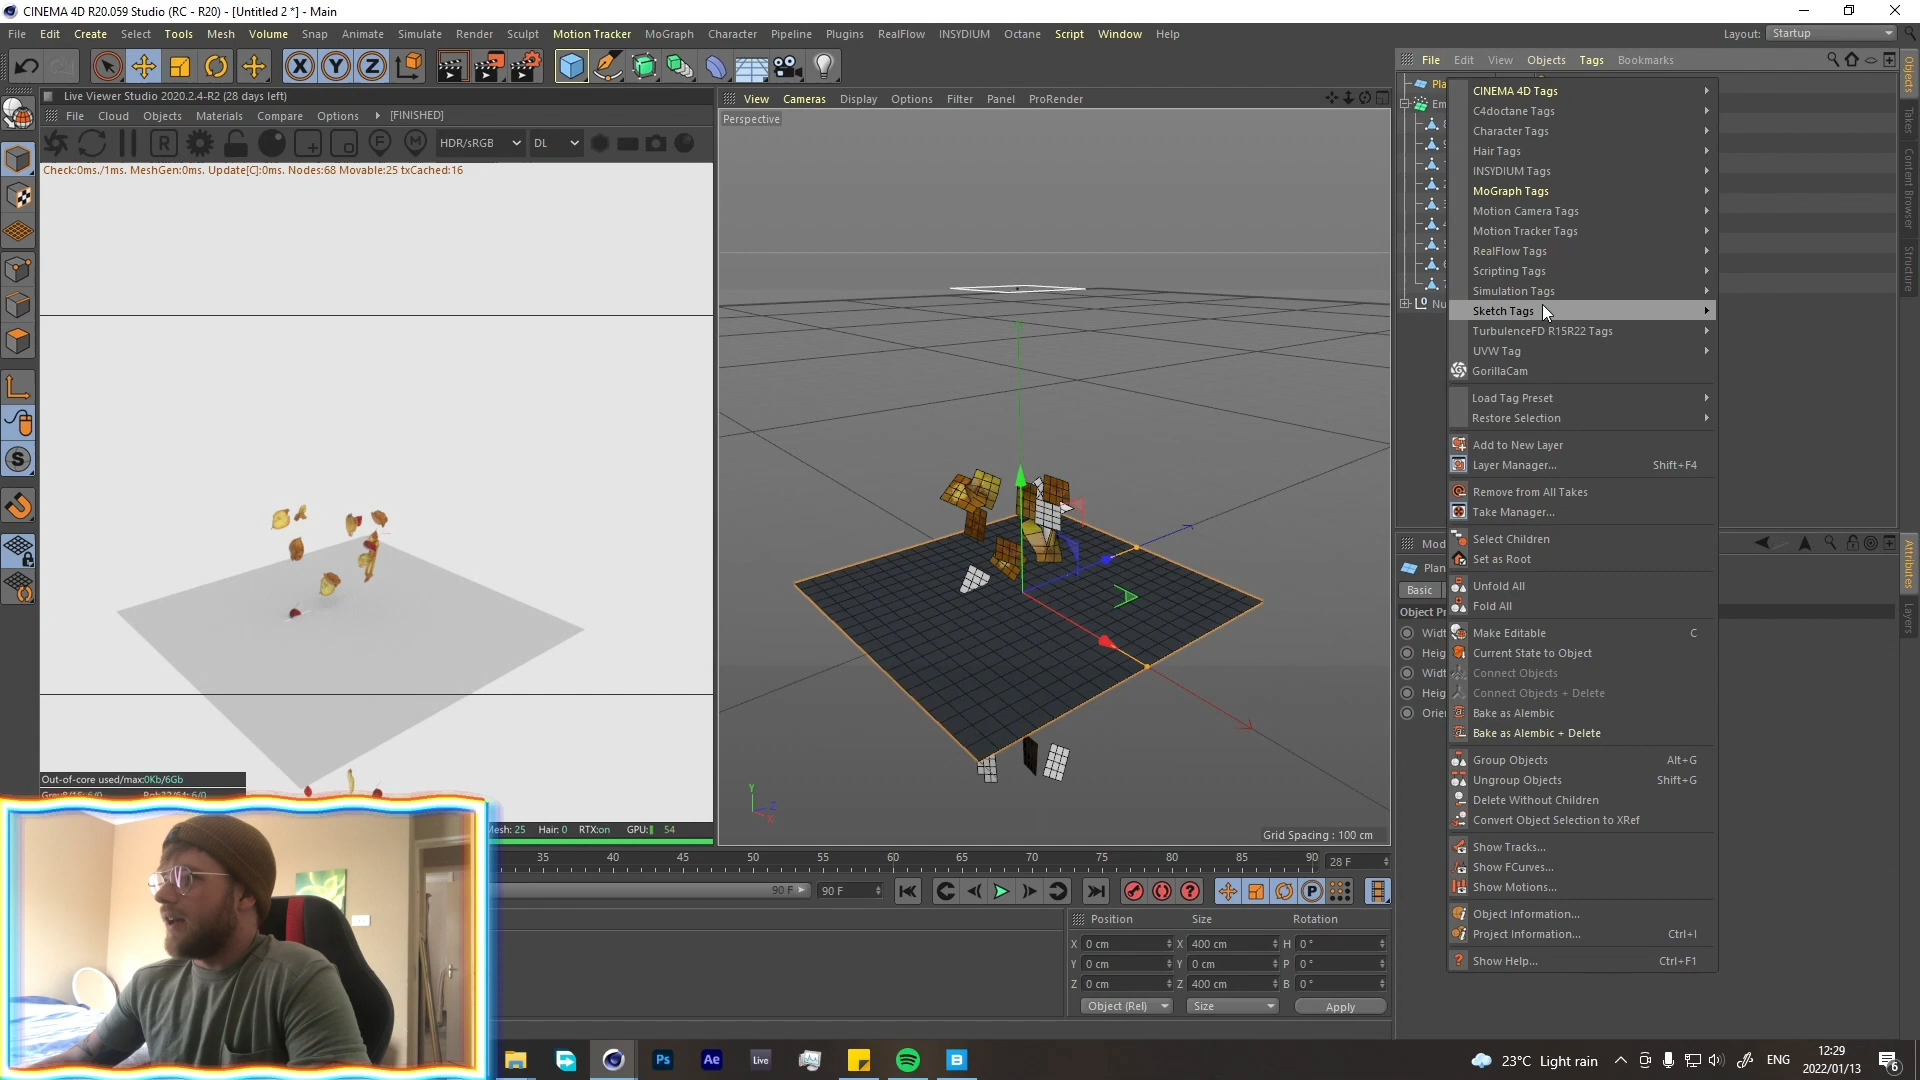 CINEMA 4D R20.059 Studio (RC - R20) - [Untitled 2 *] - Main
File Edit Create Select Tools Mesh Volume Snap Animate Simulate Render Sculpt Motion Tracker MoGraph Character Pipeline Plugins RealFlow INSYDIUM Octane Script Window Help
Layout: Startup
Live Viewer Studio 2020.2.4-R2 (28 days left)
File Cloud Objects Materials Compare Options [FINISHED]
HDR/sRGB DL
Check:0ms./1ms. MeshGen:0ms. Update[C]:0ms. Nodes:68 Movable:25 txCached:16
Out-of-core used/max:0Kb/6Gb
Mesh: 25 Hair: 0 RTX:on GPU: 54
View Cameras Display Options Filter Panel ProRender
Perspective
Grid Spacing : 100 cm
35 40 45 50 55 60 65 70 75 80 85 90 28 F
90 F 90 F
Position Size Rotation
X 0 cm X 400 cm H 0 °
Y 0 cm Y 0 cm P 0 °
Z 0 cm Z 400 cm B 0 °
Object (Rel) Size Apply
File Edit View Objects Tags Bookmarks
CINEMA 4D Tags
C4doctane Tags
Character Tags
Hair Tags
INSYDIUM Tags
MoGraph Tags
Motion Camera Tags
Motion Tracker Tags
RealFlow Tags
Scripting Tags
Simulation Tags
Sketch Tags
TurbulenceFD R15R22 Tags
UVW Tag
GorillaCam
Load Tag Preset
Restore Selection
Add to New Layer
Layer Manager... Shift+F4
Remove from All Takes
Take Manager...
Select Children
Set as Root
Unfold All
Fold All
Make Editable C
Current State to Object
Connect Objects
Connect Objects + Delete
Bake as Alembic
Bake as Alembic + Delete
Group Objects Alt+G
Ungroup Objects Shift+G
Delete Without Children
Convert Object Selection to XRef
Show Tracks...
Show FCurves...
Show Motions...
Object Information...
Project Information... Ctrl+I
Show Help... Ctrl+F1
Basic
Objects
Takes
Content Browser
Structure
Attributes
Layers
Ps Ae Live
23°C Light rain ENG
12:29
2022/01/13
6